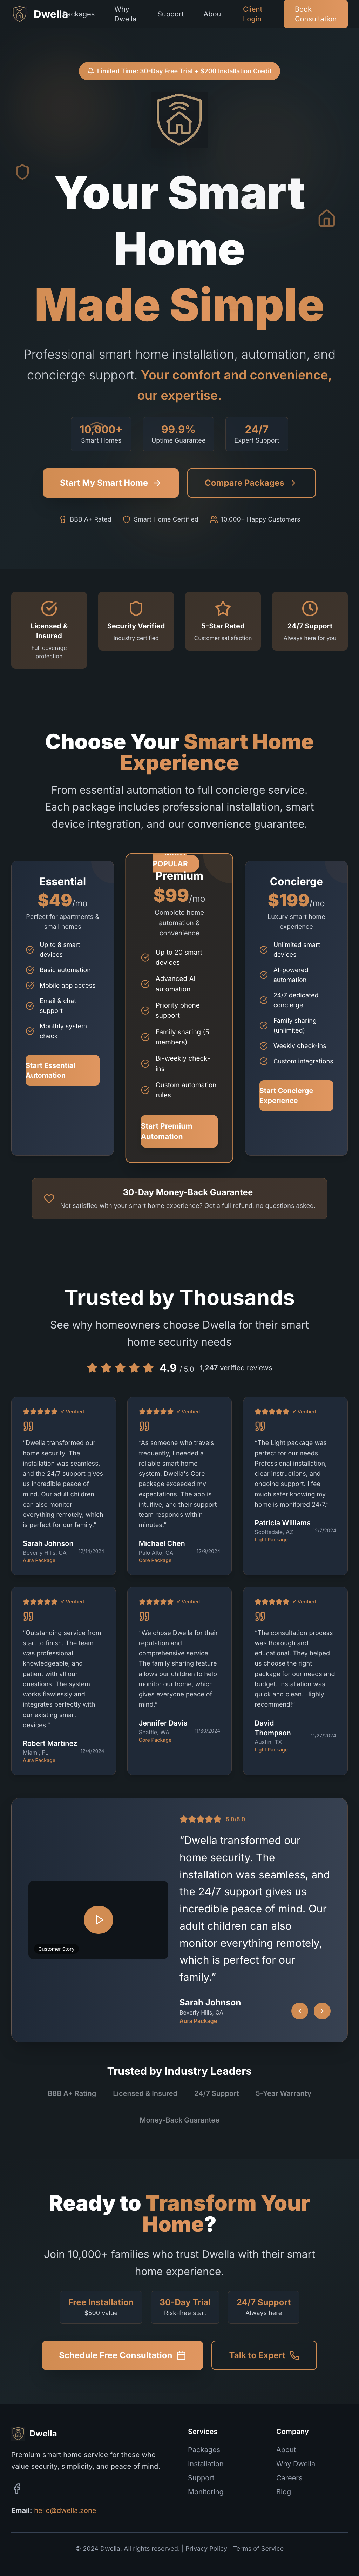 Dwella
ackages
Why Dwella
Support
About
Client Login
Book Consultation
Limited Time: 30-Day Free Trial + $200 Installation Credit
Your Smart
Home
Made Simple
Professional smart home installation, automation, and
concierge support. Your comfort and convenience,
our expertise.
10,000+
Smart Homes
99.9%
Uptime Guarantee
24/7
Expert Support
Start My Smart Home
Compare Packages
BBB A+ Rated
Smart Home Certified
10,000+ Happy Customers
Licensed &
Insured
Full coverage
protection
Security Verified
Industry certified
5-Star Rated
Customer satisfaction
24/7 Support
Always here for you
Choose Your Smart Home
Experience
From essential automation to full concierge service.
Each package includes professional installation, smart
device integration, and our convenience guarantee.
Essential
$49/mo
Perfect for apartments &
small homes
Up to 8 smart
devices
Basic automation
Mobile app access
Email & chat
support
Monthly system
check
Start Essential
Automation
POPULAR
Premium
$99/mo
Complete home
automation &
convenience
Up to 20 smart
devices
Advanced AI
automation
Priority phone
support
Family sharing (5
members)
Bi-weekly check-
ins
Custom automation
rules
Start Premium
Automation
Concierge
$199/mo
Luxury smart home
experience
Unlimited smart
devices
AI-powered
automation
24/7 dedicated
concierge
Family sharing
(unlimited)
Weekly check-ins
Custom integrations
Start Concierge
Experience
30-Day Money-Back Guarantee
Not satisfied with your smart home experience? Get a full refund, no questions asked.
Trusted by Thousands
See why homeowners choose Dwella for their smart
home security needs
4.9 / 5.0 1,247 verified reviews
✓ Verified
"Dwella transformed our
home security. The
installation was seamless,
and the 24/7 support gives
us incredible peace of
mind. Our adult children
can also monitor
everything remotely, which
is perfect for our family."
Sarah Johnson
Beverly Hills, CA
Aura Package
12/14/2024
✓ Verified
"As someone who travels
frequently, I needed a
reliable smart home
system. Dwella's Core
package exceeded my
expectations. The app is
intuitive, and their support
team responds within
minutes."
Michael Chen
Palo Alto, CA
Core Package
12/9/2024
✓ Verified
"The Light package was
perfect for our needs.
Professional installation,
clear instructions, and
ongoing support. I feel
much safer knowing my
home is monitored 24/7."
Patricia Williams
Scottsdale, AZ
Light Package
12/7/2024
✓ Verified
"Outstanding service from
start to finish. The team
was professional,
knowledgeable, and
patient with all our
questions. The system
works flawlessly and
integrates perfectly with
our existing smart
devices."
Robert Martinez
Miami, FL
Aura Package
12/4/2024
✓ Verified
"We chose Dwella for their
reputation and
comprehensive service.
The family sharing feature
allows our children to help
monitor our home, which
gives everyone peace of
mind."
Jennifer Davis
Seattle, WA
Core Package
11/30/2024
✓ Verified
"The consultation process
was thorough and
educational. They helped
us choose the right
package for our needs and
budget. Installation was
quick and clean. Highly
recommend!"
David
Thompson
Austin, TX
Light Package
11/27/2024
Customer Story
5.0/5.0
"Dwella transformed our
home security. The
installation was seamless, and
the 24/7 support gives us
incredible peace of mind. Our
adult children can also
monitor everything remotely,
which is perfect for our
family."
Sarah Johnson
Beverly Hills, CA
Aura Package
Trusted by Industry Leaders
BBB A+ Rating
Licensed & Insured
24/7 Support
5-Year Warranty
Money-Back Guarantee
Ready to Transform Your
Home?
Join 10,000+ families who trust Dwella with their smart
home experience.
Free Installation
$500 value
30-Day Trial
Risk-free start
24/7 Support
Always here
Schedule Free Consultation
Talk to Expert
Dwella
Premium smart home service for those who
value security, simplicity, and peace of mind.
Email: hello@dwella.zone
Services
Packages
Installation
Support
Monitoring
Company
About
Why Dwella
Careers
Blog
© 2024 Dwella. All rights reserved. | Privacy Policy | Terms of Service